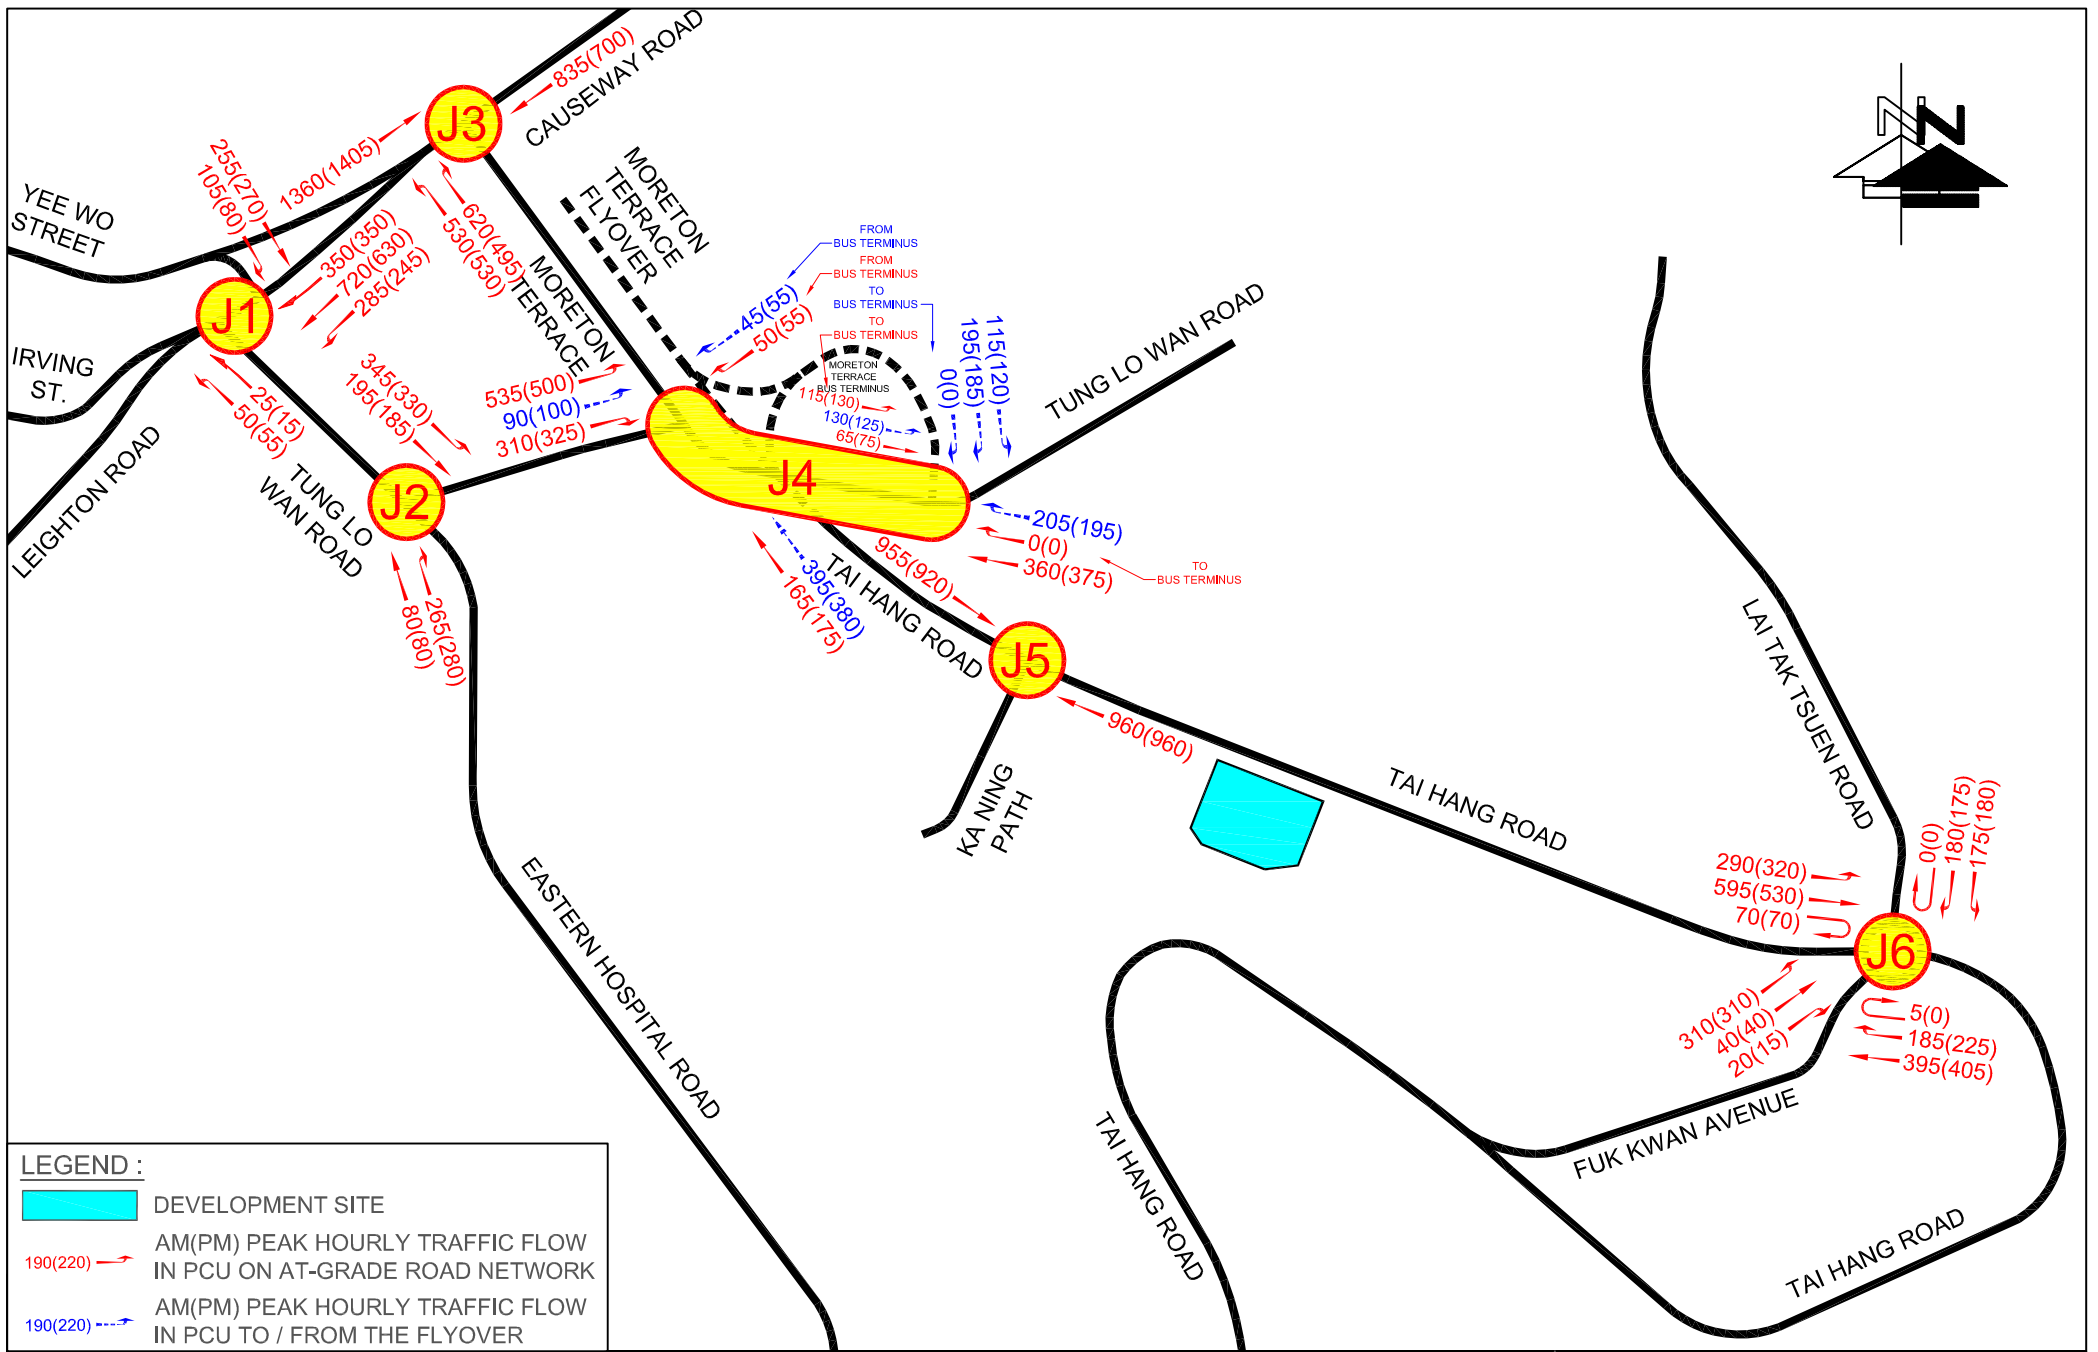 835(700)
CAUSEWAY ROAD
J3
N
1360(1405)
255(270)
105(80)
YEE WO
STREET
620(495)
530(530)
350(350)
720(630)
285(245)
MORETON
TERRACE
FLYOVER
MORETON
TERRACE
FROM
BUS TERMINUS
FROM
BUS TERMINUS
TO
BUS TERMINUS
TO
BUS TERMINUS
45(55)
50(55)
J1
IRVING
ST.
25(15)
50(55)
LEIGHTON ROAD
345(330)
195(185)
535(500)
90(100)
310(325)
MORETON
TERRACE
BUS TERMINUS
115(130)
130(125)
65(75)
0(0)
195(185)
115(120)
TUNG LO WAN ROAD
TUNG LO
WAN ROAD
J2
J4
205(195)
0(0)
360(375)
TO
BUS TERMINUS
395(380)
165(175)
955(920)
TAI HANG ROAD
80(80)
265(280)
J5
960(960)
KA NING
PATH
TAI HANG ROAD
LAI TAK TSUEN ROAD
0(0)
180(175)
175(180)
290(320)
595(530)
70(70)
J6
310(310)
40(40)
20(15)
5(0)
185(225)
395(405)
EASTERN HOSPITAL ROAD
FUK KWAN AVENUE
TAI HANG ROAD
TAI HANG ROAD
LEGEND :
DEVELOPMENT SITE
190(220)
AM(PM) PEAK HOURLY TRAFFIC FLOW
IN PCU ON AT-GRADE ROAD NETWORK
190(220)
AM(PM) PEAK HOURLY TRAFFIC FLOW
IN PCU TO / FROM THE FLYOVER